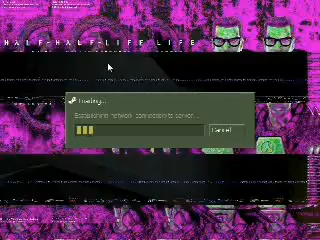 HALF-HALF-LIFE LIFE
Loading...
Establishing network connection to server...
Cancel